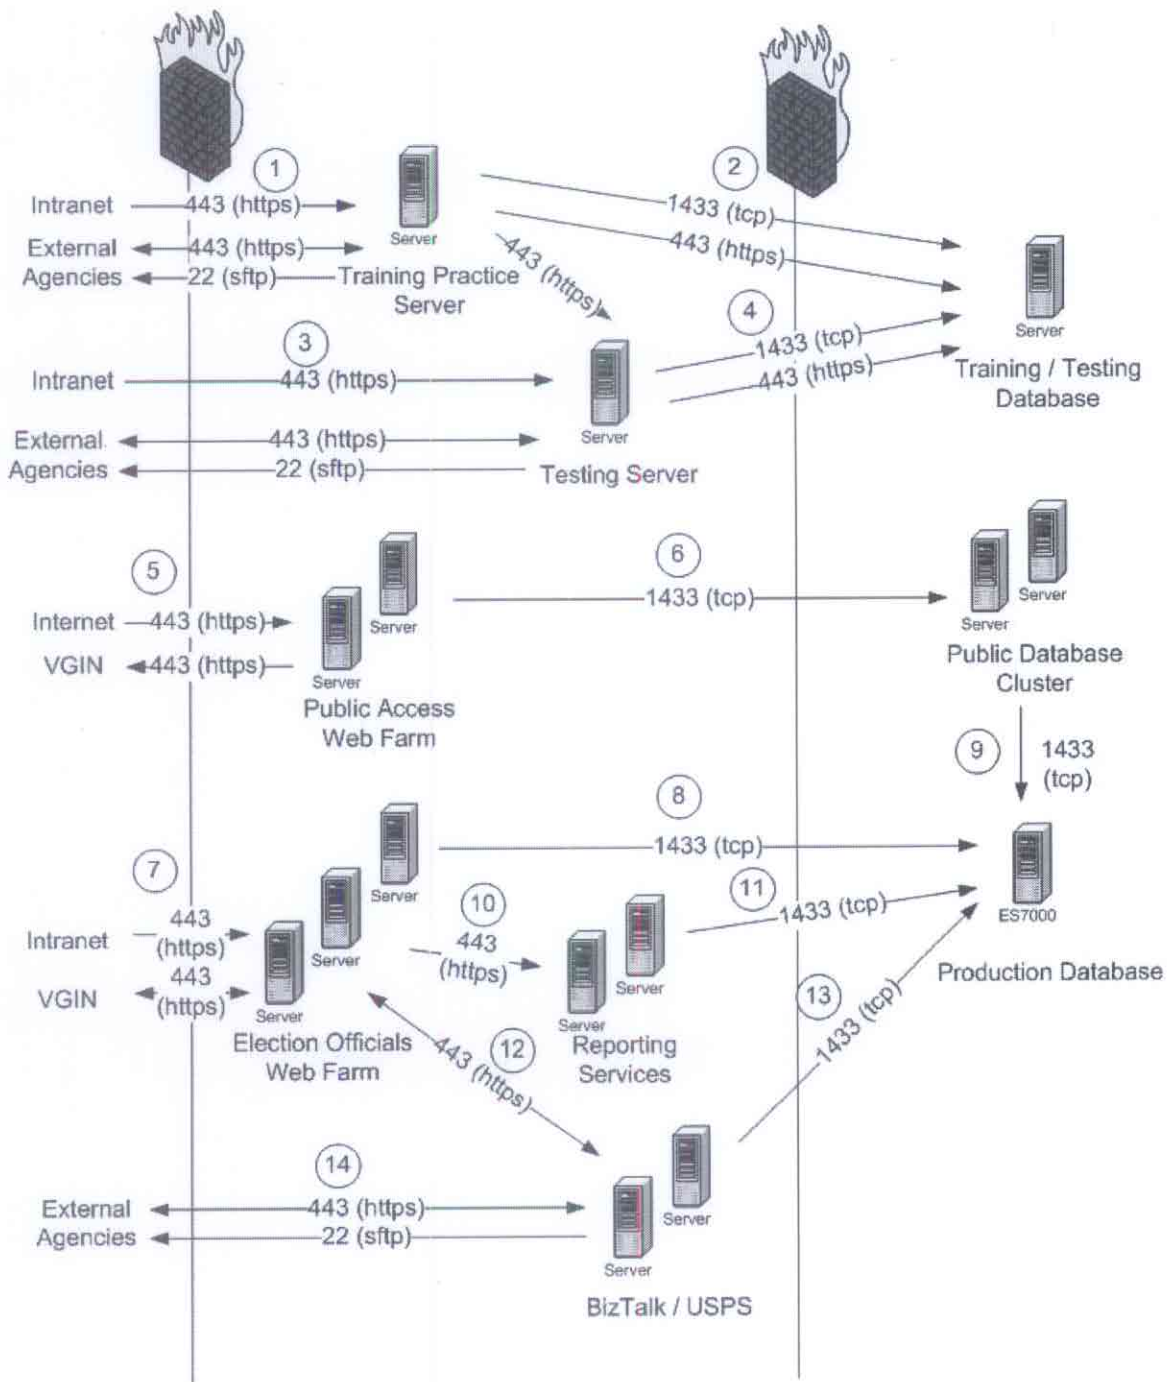 1
2
Intranet
443 (https)
Server
1433 (tcp)
External
Agencies
443 (https)
22 (sftp)
Training Practice
Server
443 (https)
443 (https)
Server
Training / Testing
Database
3
4
Intranet
443 (https)
1433 (tcp)
443 (https)
External
Agencies
443 (https)
22 (sftp)
Server
Testing Server
5
6
Internet
443 (https)
Server
1433 (tcp)
Server
Server
VGIN
443 (https)
Server
Public Access
Web Farm
Public Database
Cluster
9
1433
(tcp)
8
Server
1433 (tcp)
7
10
11
Intranet
443
(https)
Server
443
(https)
1433 (tcp)
ES7000
Production Database
VGIN
443
(https)
Server
Server
Server
Election Officials
Web Farm
Reporting
Services
12
443 (https)
13
1433 (tcp)
14
External
Agencies
443 (https)
22 (sftp)
Server
Server
BizTalk / USPS